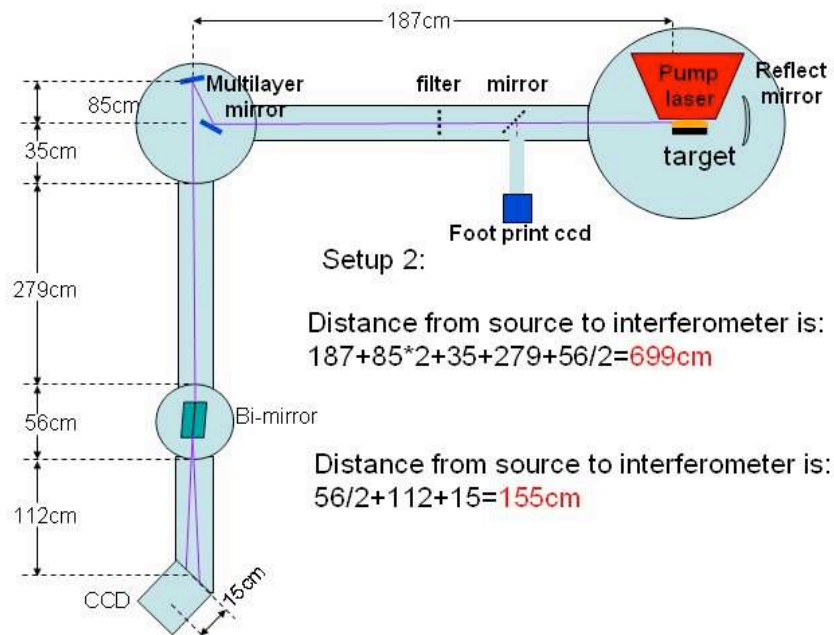 187cm
85cm
Multilayer
mirror
filter
mirror
Pump
laser
Reflect
mirror
35cm
target
Foot print ccd
Setup 2:
279cm
Distance from source to interferometer is:
187+85*2+35+279+56/2=699cm
56cm
Bi-mirror
Distance from source to interferometer is:
56/2+112+15=155cm
112cm
CCD
15cm